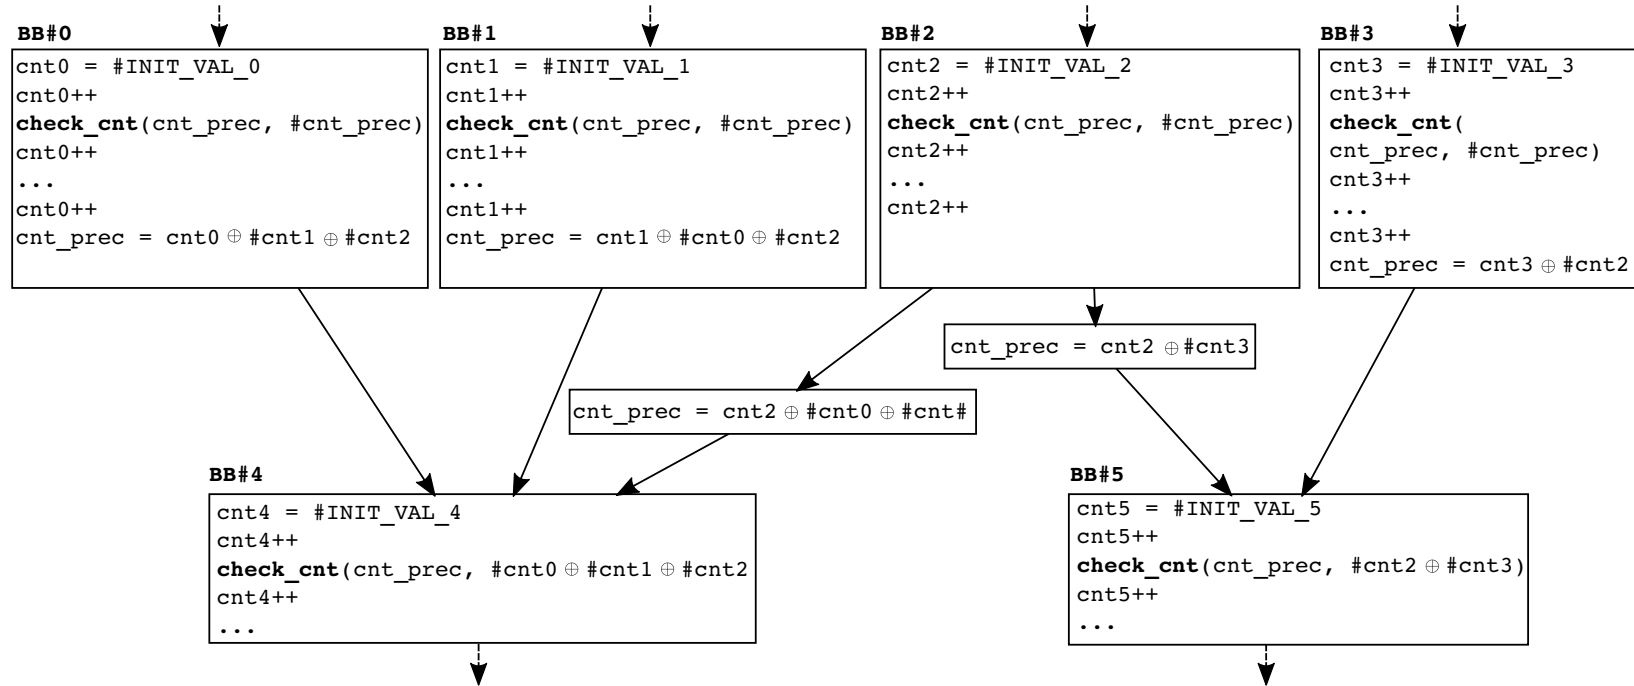 BB#0
cnt0 = #INIT_VAL_0
cnt0++
check_cnt(cnt_prec, #cnt_prec)
cnt0++
...
cnt0++
cnt_prec = cnt0 ⊕ #cnt1 ⊕ #cnt2
BB#1
cnt1 = #INIT_VAL_1
cnt1++
check_cnt(cnt_prec, #cnt_prec)
cnt1++
...
cnt1++
cnt_prec = cnt1 ⊕ #cnt0 ⊕ #cnt2
BB#2
cnt2 = #INIT_VAL_2
cnt2++
check_cnt(cnt_prec, #cnt_prec)
cnt2++
...
cnt2++
BB#3
cnt3 = #INIT_VAL_3
cnt3++
check_cnt(
cnt_prec, #cnt_prec)
cnt3++
...
cnt3++
cnt_prec = cnt3 ⊕ #cnt2
cnt_prec = cnt2 ⊕ #cnt3
cnt_prec = cnt2 ⊕ #cnt0 ⊕ #cnt#
BB#4
cnt4 = #INIT_VAL_4
cnt4++
check_cnt(cnt_prec, #cnt0 ⊕ #cnt1 ⊕ #cnt2
cnt4++
...
BB#5
cnt5 = #INIT_VAL_5
cnt5++
check_cnt(cnt_prec, #cnt2 ⊕ #cnt3)
cnt5++
...